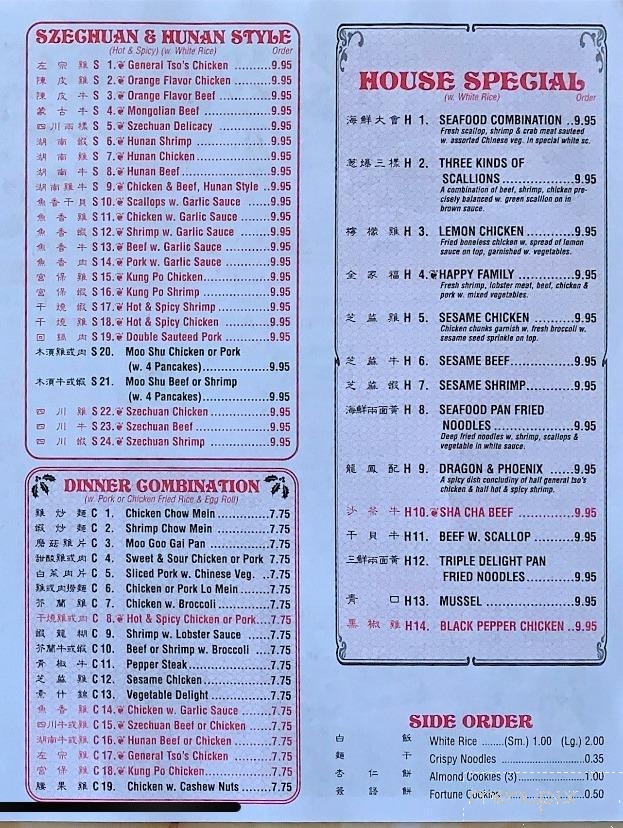 SZECHUAN & HUNAN STYLE
(Hot & Spicy) (w. White Rice) Order
左宗雞 S 1. General Tso's Chicken ..........9.95
陳皮雞 S 2. Orange Flavor Chicken ..........9.95
陳皮牛 S 3. Orange Flavor Beef ..........9.95
蒙古牛 S 4. Mongolian Beef ..........9.95
四川兩樣 S 5. Szechuan Delicacy ..........9.95
湖南蝦 S 6. Hunan Shrimp ..........9.95
湖南雞 S 7. Hunan Chicken ..........9.95
湖南牛 S 8. Hunan Beef ..........9.95
湖南雞牛 S 9. Chicken & Beef, Hunan Style ..9.95
魚香干貝 S 10. Scallops w. Garlic Sauce ......9.95
魚香雞 S 11. Chicken w. Garlic Sauce ......9.95
魚香蝦 S 12. Shrimp w. Garlic Sauce ......9.95
魚香牛 S 13. Beef w. Garlic Sauce ..........9.95
魚香肉 S 14. Pork w. Garlic Sauce ..........9.95
宮保雞 S 15. Kung Po Chicken..........9.95
宮保蝦 S 16. Kung Po Shrimp ..........9.95
干燒蝦 S 17. Hot & Spicy Shrimp ..........9.95
干燒雞 S 18. Hot & Spicy Chicken ..........9.95
回鍋肉 S 19. Double Sauteed Pork ..........9.95
木須雞或肉 S 20. Moo Shu Chicken or Pork
(w. 4 Pancakes)..........9.95
木須牛或蝦 S 21. Moo Shu Beef or Shrimp
(w. 4 Pancakes) ..........9.95
四川雞 S 22. Szechuan Chicken ..........9.95
四川牛 S 23. Szechuan Beef ..........9.95
四川蝦 S 24. Szechuan Shrimp ..........9.95
DINNER COMBINATION
(w. Pork or Chicken Fried Rice & Egg Roll)
雞炒麵 C 1. Chicken Chow Mein ..........7.75
蝦炒麵 C 2. Shrimp Chow Mein ..........7.75
磨菇雞片 C 3. Moo Goo Gai Pan ..........7.75
甜酸雞或肉 C 4. Sweet & Sour Chicken or Pork 7.75
白菜肉片 C 5. Sliced Pork w. Chinese Veg. ..7.75
雞或肉撈麵 C 6. Chicken or Pork Lo Mein ......7.75
芥蘭雞 C 7. Chicken w. Broccoli ..........7.75
干燒雞或肉 C 8. Hot & Spicy Chicken or Pork....7.75
蝦龍糊 C 9. Shrimp w. Lobster Sauce ......7.75
芥蘭牛或蝦 C 10. Beef or Shrimp w. Broccoli ....7.75
青椒牛 C 11. Pepper Steak..........7.75
芝麻雞 C 12. Sesame Chicken..........7.75
素什錦 C 13. Vegetable Delight ..........7.75
魚香雞 C 14. Chicken w. Garlic Sauce ......7.75
四川牛或雞 C 15. Szechuan Beef or Chicken ....7.75
湖南牛或雞 C 16. Hunan Beef or Chicken ......7.75
左宗雞 C 17. General Tso's Chicken ..........7.75
宮保雞 C 18. Kung Po Chicken..........7.75
腰果雞 C 19. Chicken w. Cashew Nuts ......7.75
HOUSE SPECIAL
(w. White Rice) Order
海鮮大會 H 1. SEAFOOD COMBINATION ..9.95
Fresh scallop, shrimp & crab meat sauteed
w. assorted Chinese veg. in special white sc.
蔥爆三樣 H 2. THREE KINDS OF
SCALLIONS ..........9.95
A combination of beef, shrimp, chicken pre-
cisely balanced w. green scallion on in
brown sauce.
檸檬雞 H 3. LEMON CHICKEN ..........9.95
Fried boneless chicken w. spread of lemon
sauce on top, garnished w. vegetables.
全家福 H 4. HAPPY FAMILY ..........9.95
Fresh shrimp, lobster meat, beef, chicken &
pork w. mixed vegetables.
芝麻雞 H 5. SESAME CHICKEN ..........9.95
Chicken chunks garnish w. fresh broccoli w.
sesame seed sprinkle on top.
芝麻牛 H 6. SESAME BEEF..........9.95
芝麻蝦 H 7. SESAME SHRIMP..........9.95
海鮮兩面黃 H 8. SEAFOOD PAN FRIED
NOODLES ..........9.95
Deep fried noodles w. shrimp, scallops &
vegetable in white sauce.
龍鳳配 H 9. DRAGON & PHOENIX ......9.95
A spicy dish concluding of hall general tso's
chicken & hall hot & spicy shrimp.
沙茶牛 H10. SHA CHA BEEF ..........9.95
干貝牛 H11. BEEF W. SCALLOP ..........9.95
三鮮兩面黃 H12. TRIPLE DELIGHT PAN
FRIED NOODLES ..........9.95
青口 H13. MUSSEL ..........9.95
黑椒雞 H14. BLACK PEPPER CHICKEN ..9.95
SIDE ORDER
白飯 White Rice ......(Sm.) 1.00 (Lg.) 2.00
麵干 Crispy Noodles ..........0.35
杏仁餅 Almond Cookies (3)..........1.00
簽語餅 Fortune Cookies ..........0.50